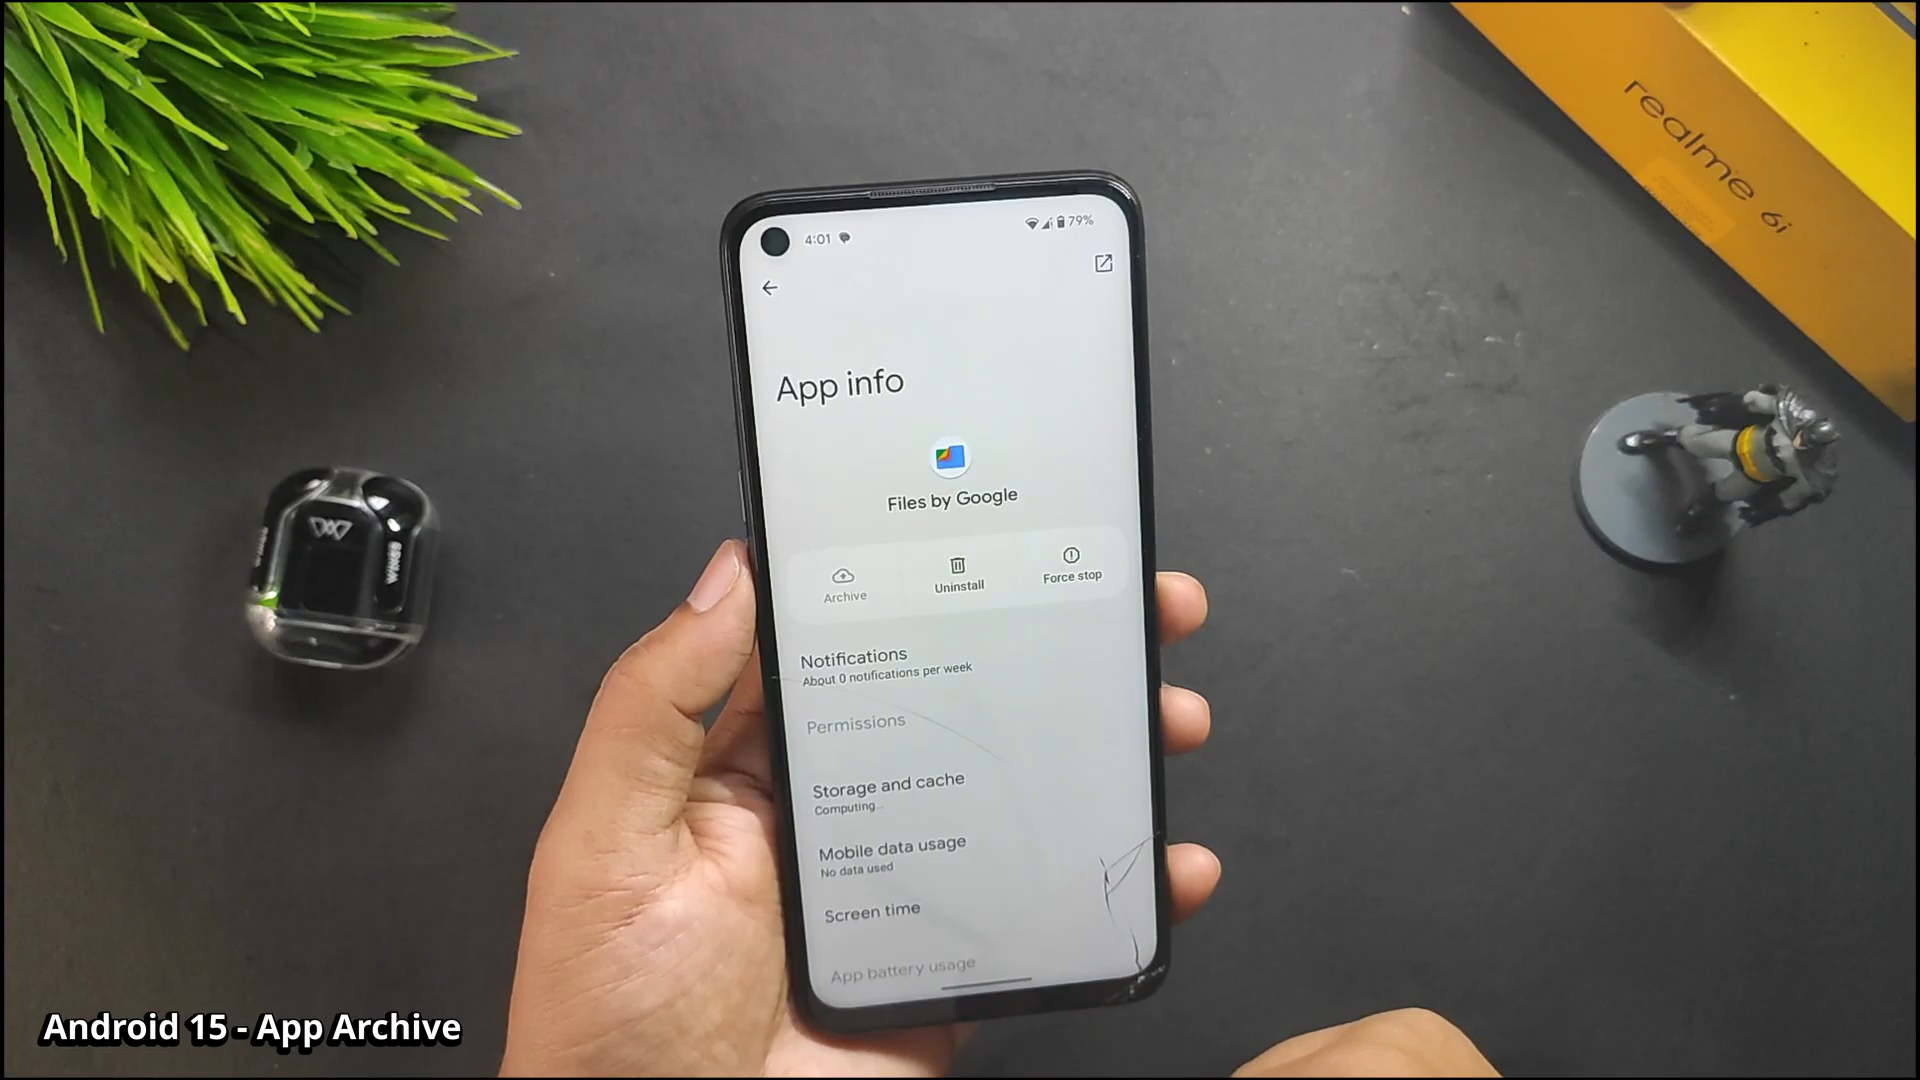 realme 6i
4:01
79%
App info
Files by Google
Archive
Uninstall
Force stop
Notifications
About 0 notifications per week
Permissions
Storage and cache
Computing...
Mobile data usage
No data used
Screen time
App battery usage
WINGS
WINGS
Android 15 - App Archive